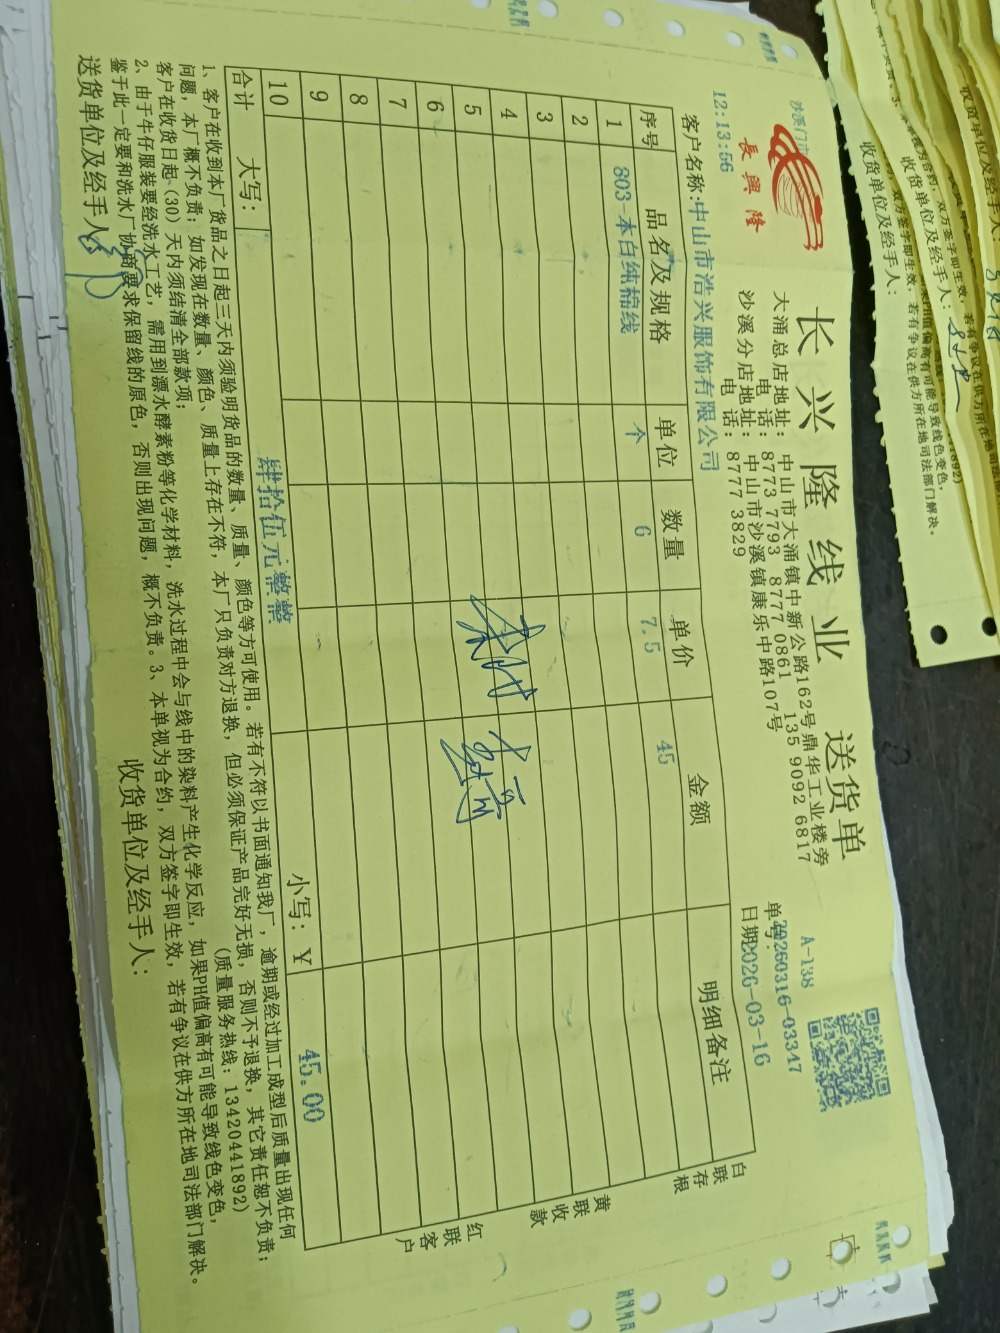 沙溪门市
長興隆
长兴隆线业 送货单
大涌总店地址: 中山市大涌镇中新公路162号鼎华工业楼旁
电 话: 8773 7793 8777 0861 135 9092 6817
沙溪分店地址: 中山市沙溪镇康乐中路107号
电 话: 8777 3829
A-138
单号: 20260316-03347
日期: 2026-03-16
12:13:56
客户名称:中山市浩兴服饰有限公司
序号 品名及规格 单位 数量 单价 金额 明细备注
1 803-本白纯棉线 个 6 7.5 45
2
3
4
5
6
7
8
9
10
合计 大写: 肆拾伍元整整 小写: Y 45.00
白联存根
黄联收款
红联客户
1、客户在收到本厂货品之日起三天内须验明货品的数量、质量、颜色等方可使用。若有不符以书面通知我厂,逾期或经过加工成型后质量出现任何
问题,本厂概不负责;如发现在数量、颜色、质量上存在不符,本厂只负责对方退换,但必须保证产品完好无损,否则不予退换,其它责任恕不负责;
客户在收货日起(30)天内须结清全部款项; (质量服务热线: 13420441892)
2、由于牛仔服装要经洗水工艺,需用到漂水酵素粉等化学材料,洗水过程中会与线中的染料产生化学反应,如果PH值偏高有可能导致线色变色,
鉴于此一定要和洗水厂协商要求保留线的原色,否则出现问题,概不负责。3、本单视为合约,双方签字即生效,若有争议在供方所在地司法部门解决。
送货单位及经手人: 收货单位及经手人:
收货单位及经手人:
收货单位及经手人: